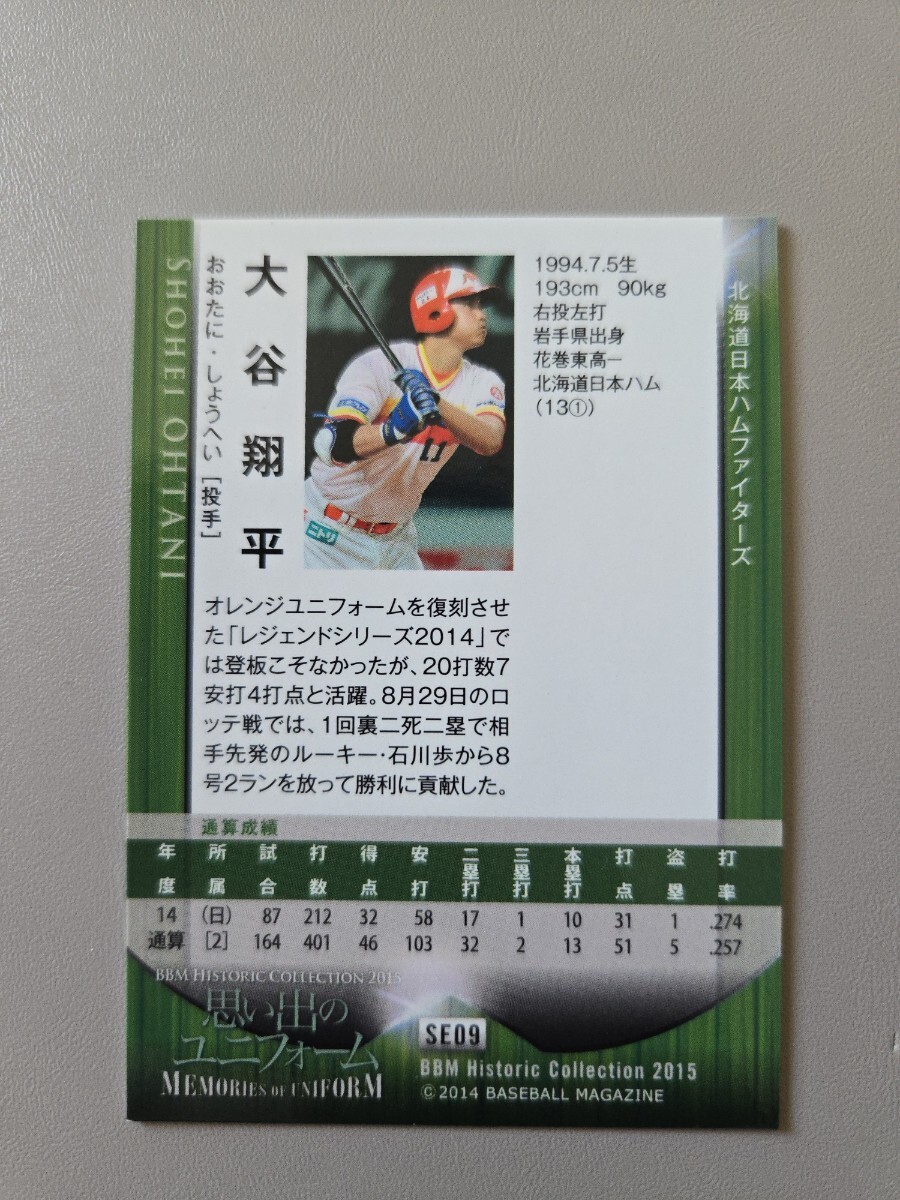 SHOHEI OHTANI
おおたに・しょうへい [投手]
大谷翔平
11
ニトリ
1994.7.5生
193cm 90kg
右投左打
岩手県出身
花巻東高ー
北海道日本ハム
(13①)
北海道日本ハムファイターズ
オレンジユニフォームを復刻させ
た「レジェンドシリーズ2014」で
は登板こそなかったが、20打数7
安打4打点と活躍。8月29日のロ
ッテ戦では、1回裏二死二塁で相
手先発のルーキー・石川歩から8
号2ランを放って勝利に貢献した。
通算成績
年度 所属 試合 打数 得点 安打 二塁打 三塁打 本塁打 打点 盗塁 打率
14 (日) 87 212 32 58 17 1 10 31 1 .274
通算 [2] 164 401 46 103 32 2 13 51 5 .257
BBM HISTORIC COLLECTION 2015
思い出の
ユニフォーム
MEMORIES OF UNIFORM
SE09
BBM Historic Collection 2015
©2014 BASEBALL MAGAZINE